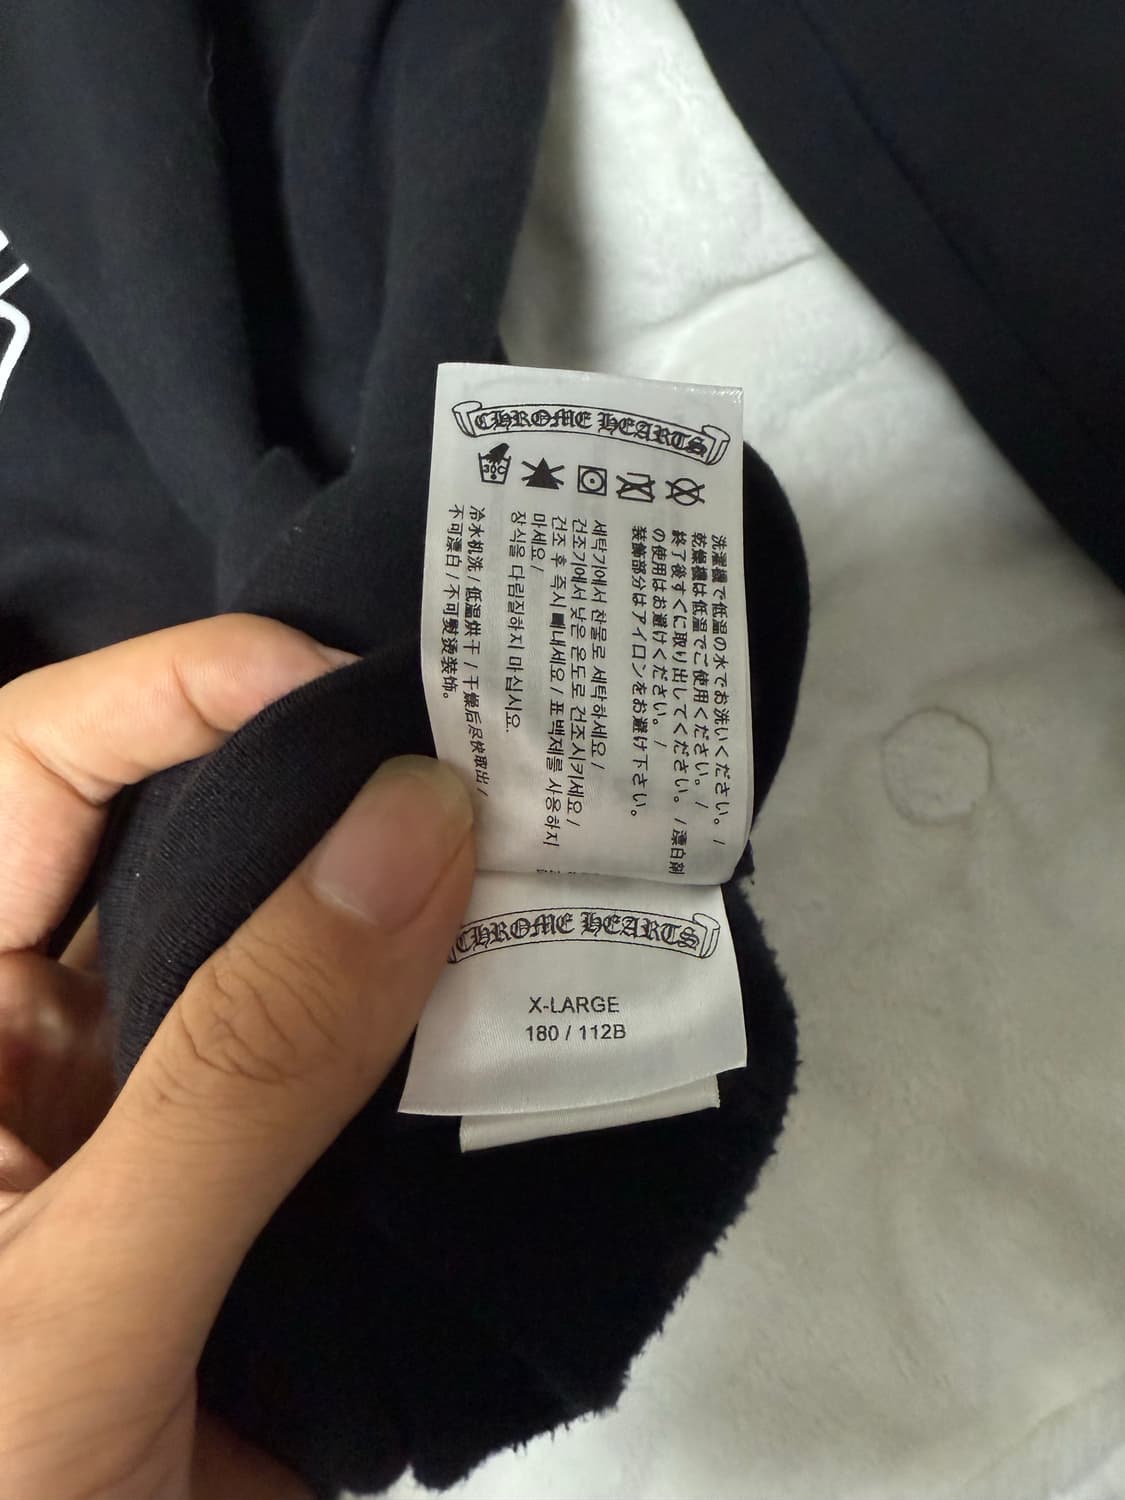 CHROME HEARTS
30C
洗濯機で低温の水でお洗いください。/
乾燥機は低温でご使用ください。/
終了後すぐに取り出してください。/漂白剤
の使用はお避けください。/
装飾部分はアイロンをお避け下さい。
세탁기에서 찬물로 세탁하세요/
건조기에서 낮은 온도로 건조시키세요/
건조 후 즉시 빼내세요/표백제를 사용하지
마세요/
장식을 다림질하지 마십시요.
冷水机洗/低温烘干/干燥后尽快取出/
不可漂白/不可熨烫装饰。
CHROME HEARTS
X-LARGE
180 / 112B